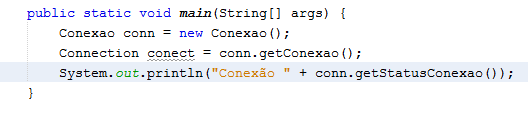 public static void main(String[] args) {
Conexao conn = new Conexao();
Connection conect = conn.getConexao();
System.out.println("Conexão " + conn.getStatusConexao());
}